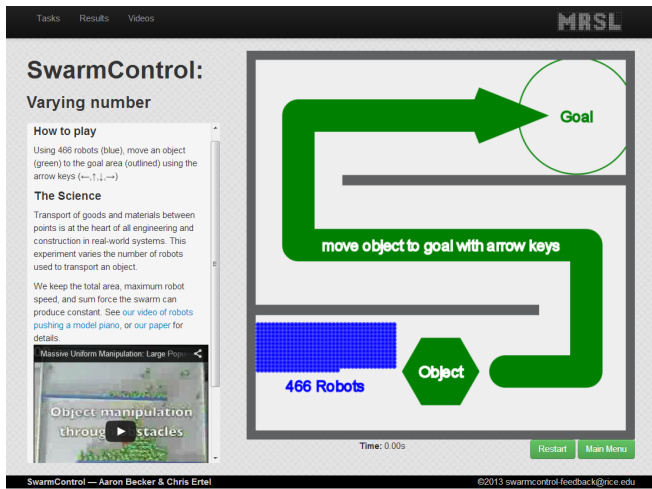 Tasks Results Videos
MRSL
SwarmControl:
Varying number
How to play
Using 466 robots (blue), move an object
(green) to the goal area (outlined) using the
arrow keys (←,↑,↓,→)
The Science
Transport of goods and materials between
points is at the heart of all engineering and
construction in real-world systems. This
experiment varies the number of robots
used to transport an object.
We keep the total area, maximum robot
speed, and sum force the swarm can
produce constant. See our video of robots
pushing a model piano, or our paper for
details.
Massive Uniform Manipulation: Large
Object manipulation
through
Goal
move object to goal with arrow keys
466 Robots
Object
Time: 0.00s
Restart Main Menu
SwarmControl — Aaron Becker & Chris Ertel
©2013 swarmcontrol-feedback@rice.edu